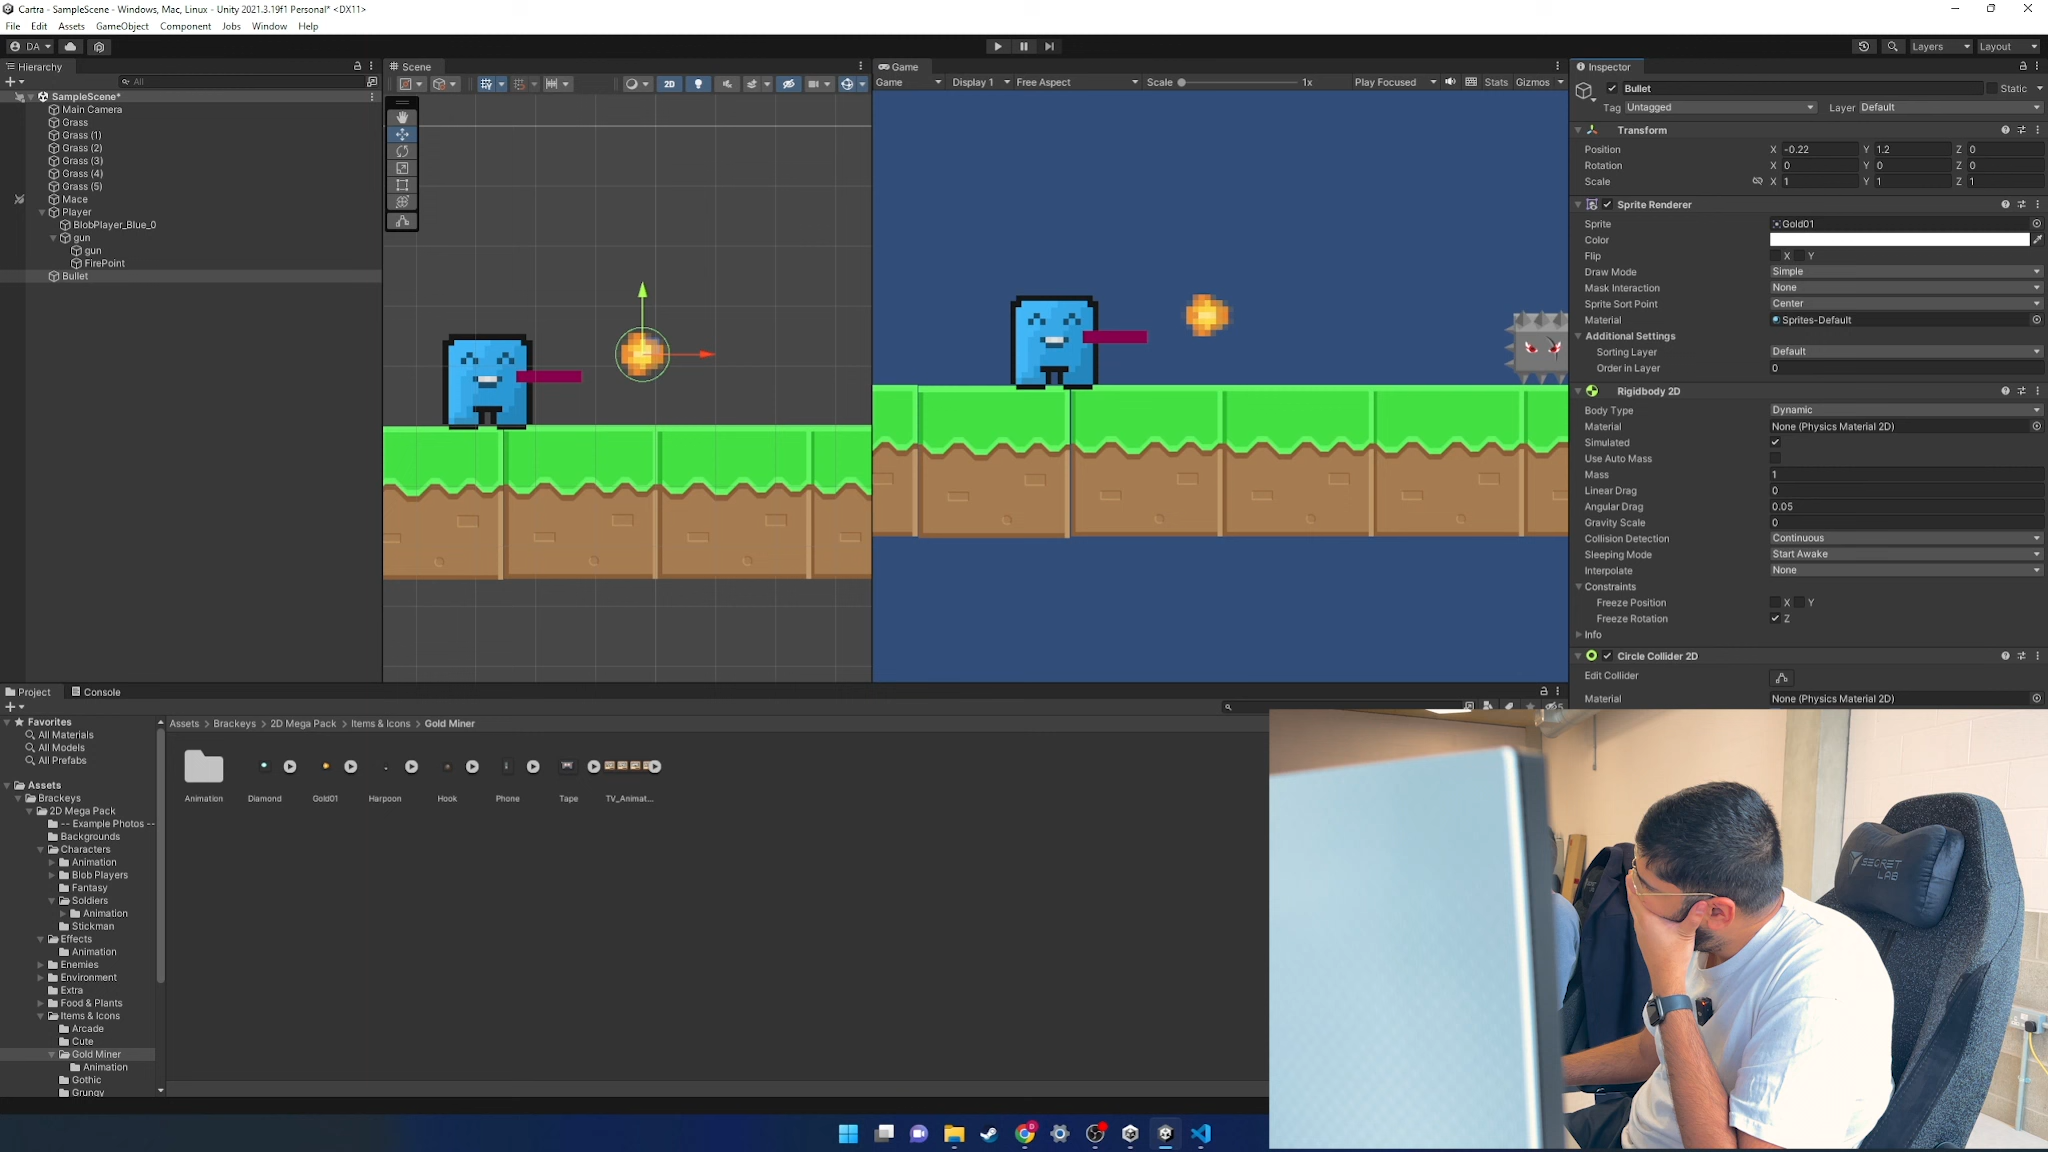 Cartra - SampleScene - Windows, Mac, Linux - Unity 2021.3.19f1 Personal* <DX11>
File Edit Assets GameObject Component Jobs Window Help
DA Layers Layout
Hierarchy
All
SampleScene*
Main Camera
Grass
Grass (1)
Grass (2)
Grass (3)
Grass (4)
Grass (5)
Mace
Player
BlobPlayer_Blue_0
gun
gun
FirePoint
Bullet
Scene
2D
Game
Game Display 1 Free Aspect Scale 1x Play Focused Stats Gizmos
Inspector
Bullet Static
Tag Untagged Layer Default
Transform
Position X -0.22 Y 1.2 Z 0
Rotation X 0 Y 0 Z 0
Scale X 1 Y 1 Z 1
Sprite Renderer
Sprite Gold01
Color
Flip X Y
Draw Mode Simple
Mask Interaction None
Sprite Sort Point Center
Material Sprites-Default
Additional Settings
Sorting Layer Default
Order in Layer 0
Rigidbody 2D
Body Type Dynamic
Material None (Physics Material 2D)
Simulated
Use Auto Mass
Mass 1
Linear Drag 0
Angular Drag 0.05
Gravity Scale 0
Collision Detection Continuous
Sleeping Mode Start Awake
Interpolate None
Constraints
Freeze Position X Y
Freeze Rotation Z
Info
Circle Collider 2D
Edit Collider
Material None (Physics Material 2D)
Project Console
Favorites
All Materials
All Models
All Prefabs
Assets
Brackeys
2D Mega Pack
-- Example Photos --
Backgrounds
Characters
Animation
Blob Players
Fantasy
Soldiers
Animation
Stickman
Effects
Animation
Enemies
Environment
Extra
Food & Plants
Items & Icons
Arcade
Cute
Gold Miner
Animation
Gothic
Grungy
Assets > Brackeys > 2D Mega Pack > Items & Icons > Gold Miner
5
Animation Diamond Gold01 Harpoon Hook Phone Tape TV_Animat...
SECRET
LAB